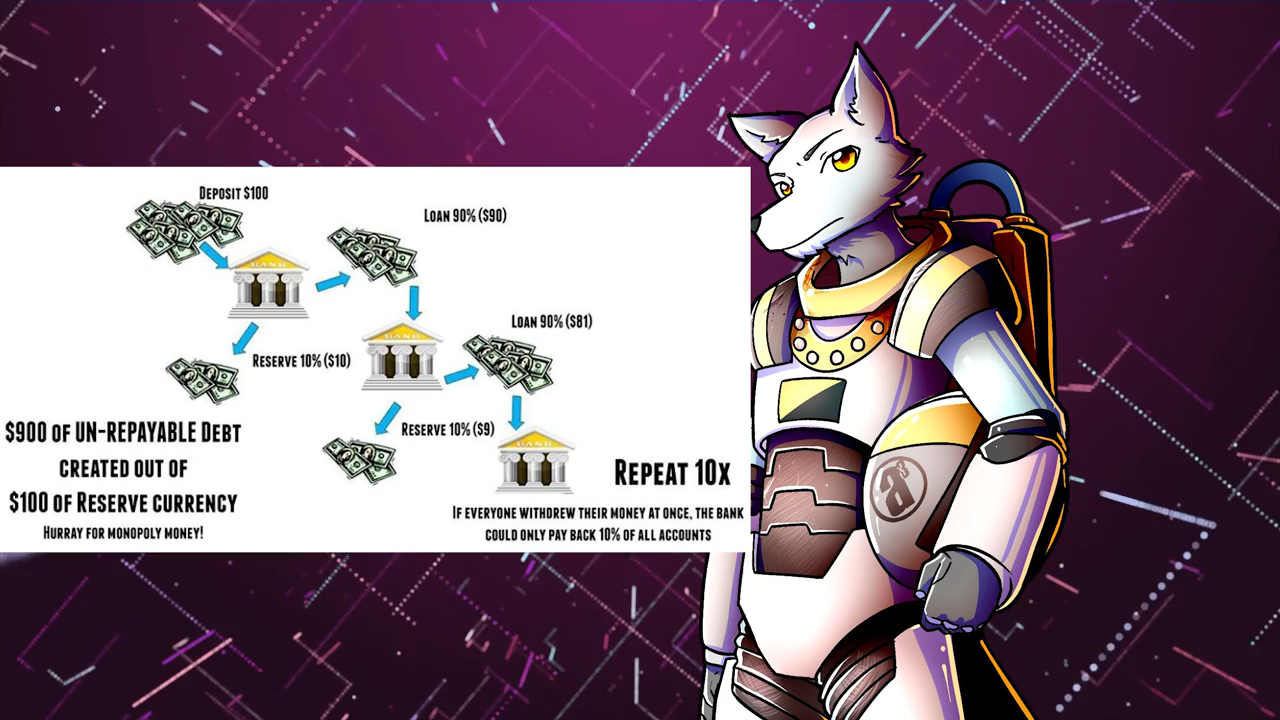 Deposit $100
Loan 90% ($90)
BANK
Loan 90% ($81)
BANK
Reserve 10% ($10)
Reserve 10% ($9)
BANK
$900 of UN-REPAYABLE Debt
created out of
$100 of Reserve currency
Hurray for monopoly money!
Repeat 10x
If everyone withdrew their money at once, the bank
could only pay back 10% of all accounts